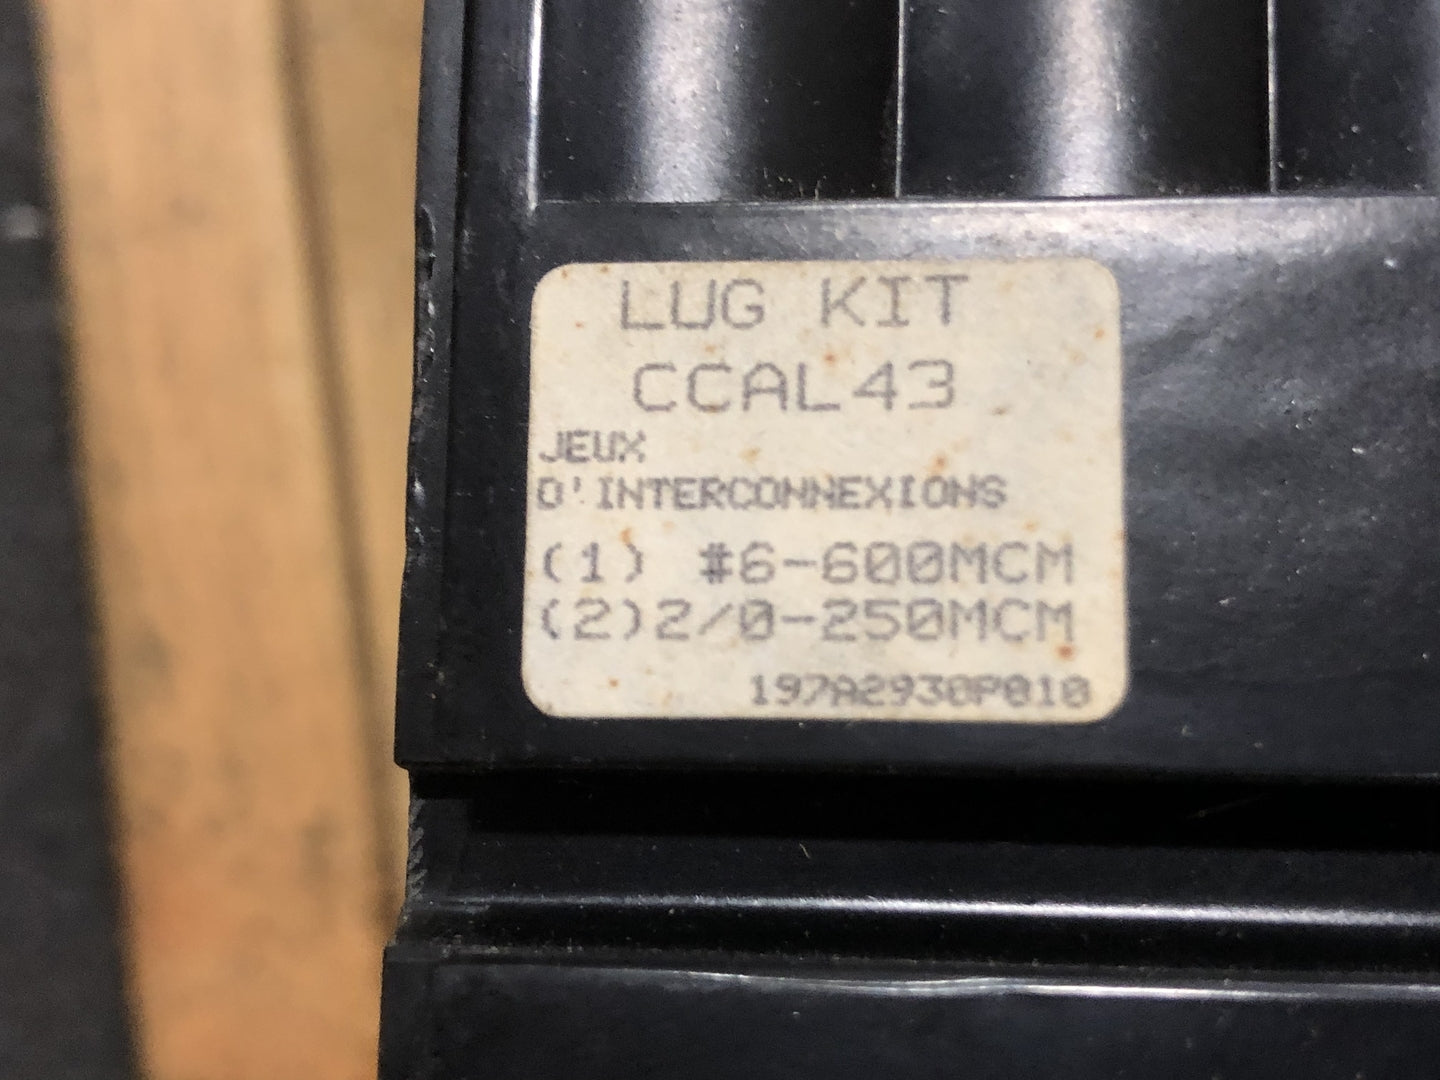 LUG KIT
CCAL43
JEUX
D'INTERCONNEXIONS
(1) #6-600MCM
(2)2/0-250MCM
197A2930P010